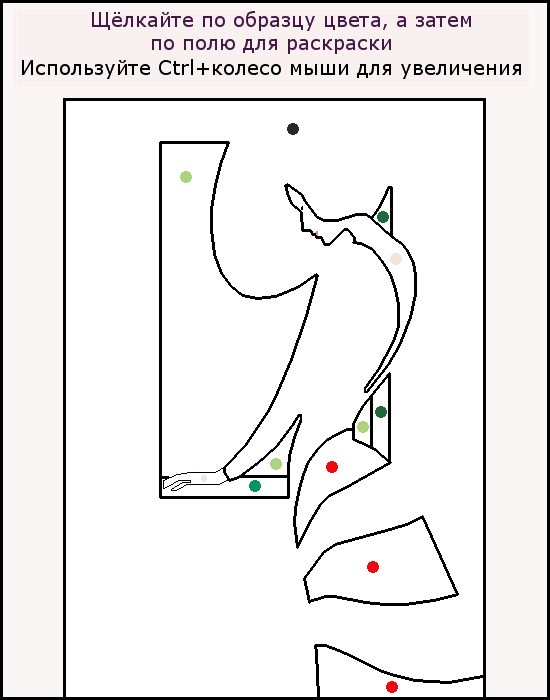 Щёлкайте по образцу цвета, а затем
по полю для раскраски
Используйте Ctrl+колесо мыши для увеличения